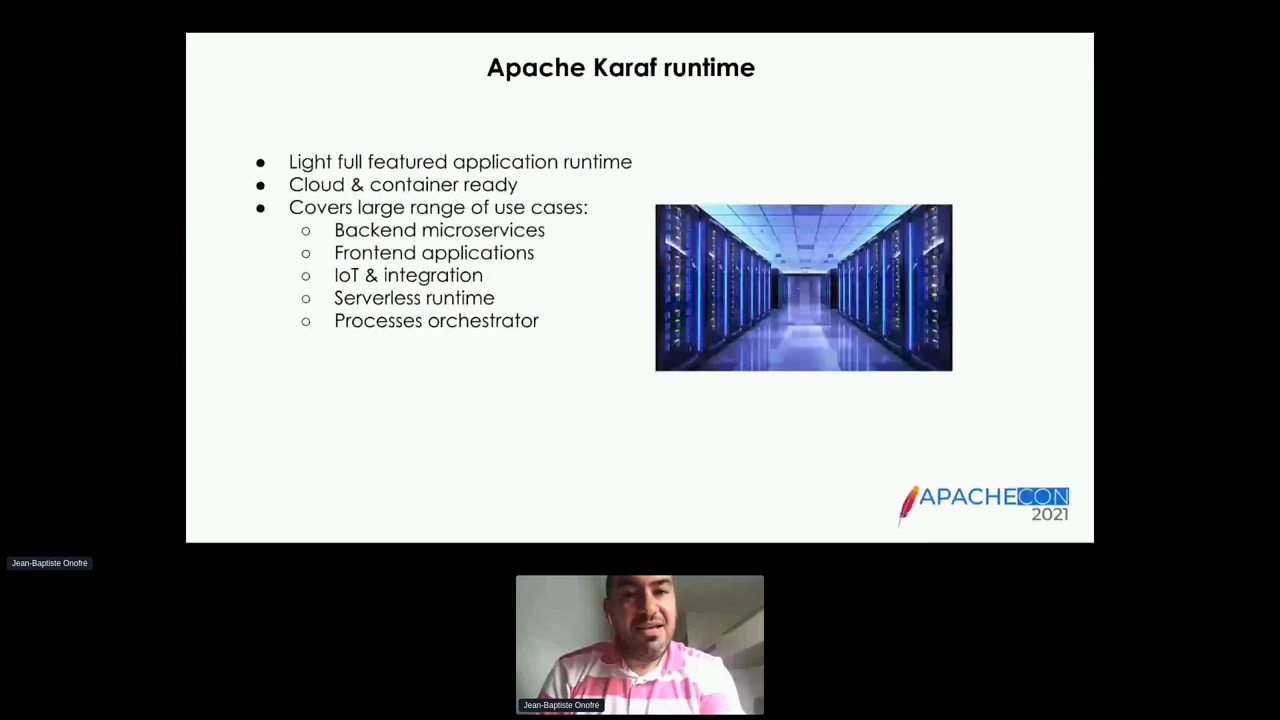 Apache Karaf runtime
● Light full featured application runtime
● Cloud & container ready
● Covers large range of use cases:
○ Backend microservices
○ Frontend applications
○ IoT & integration
○ Serverless runtime
○ Processes orchestrator
APACHECON
2021
Jean-Baptiste Onofré
Jean-Baptiste Onofré